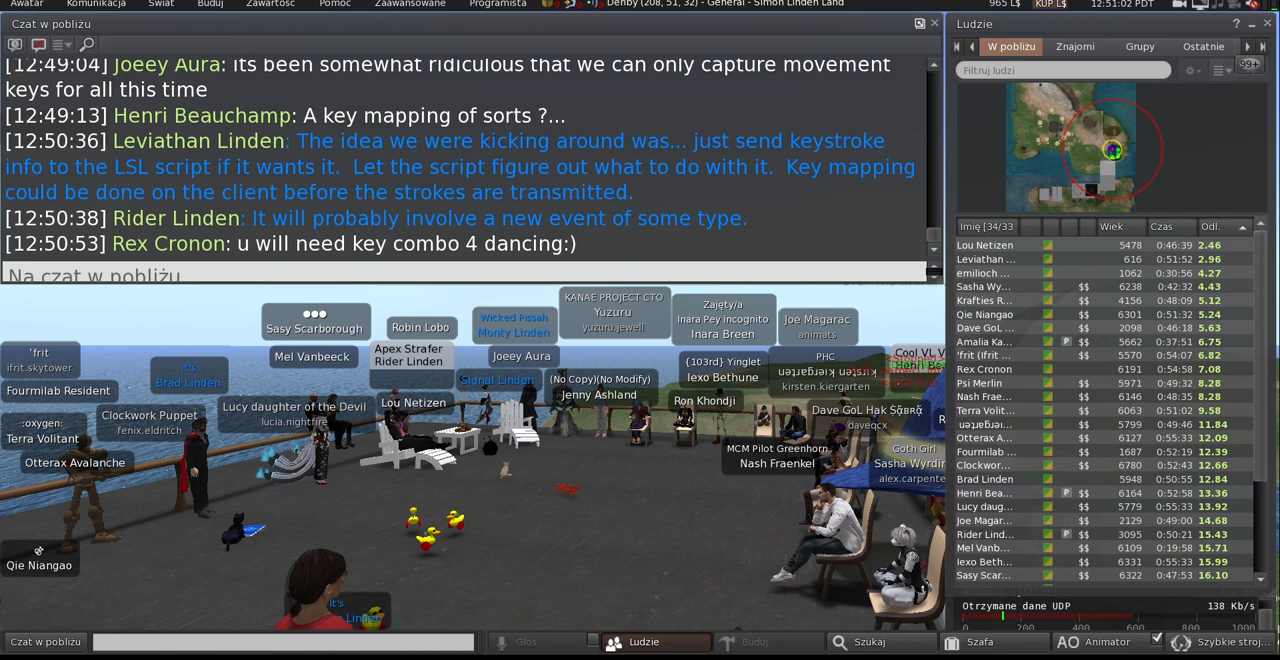 Awatar Komunikacja Świat Buduj Zawartość Pomoc Zaawansowane Programista Denby (208, 51, 32) - General - Simon Linden Land 965 L$ KUP L$ 12:51:02 PDT
Czat w pobliżu
[12:49:04] Joeey Aura: its been somewhat ridiculous that we can only capture movement
keys for all this time
[12:49:13] Henri Beauchamp: A key mapping of sorts ?...
[12:50:36] Leviathan Linden: The idea we were kicking around was... just send keystroke
info to the LSL script if it wants it. Let the script figure out what to do with it. Key mapping
could be done on the client before the strokes are transmitted.
[12:50:38] Rider Linden: It will probably involve a new event of some type.
[12:50:53] Rex Cronon: u will need key combo 4 dancing:)
Na czat w pobliżu
KANAE PROJECT CTO
Yuzuru
yuzuru.jewell
Zajęty/a
Inara Pey incognito
Inara Breen
●●●
Sasy Scarborough
Robin Lobo
Wicked Pissah
Monty Linden
Joe Magarac
animats
'frit
ifrit.skytower
Mel Vanbeeck
Apex Strafer
Rider Linden
Joeey Aura
It's
Brad Linden
Signal Linden
{103rd} Yinglet
Iexo Bethune
PHC
kirsten.kiergarten
Cool VL V
Fourmilab Resident
(No Copy)(No Modify)
Jenny Ashland
Ron Khondji
Lou Netizen
Clockwork Puppet
fenix.eldritch
Lucy daughter of the Devil
lucia.nightfire
Dave GoL
daveqcx
:oxygen:
Terra Volitant
Otterax Avalanche
MCM Pilot Greenhorn
Nash Fraenkel
Goth Girl
Sasha Wyrdin
alex.carpente
Qie Niangao
It's
Linden
Ludzie
W pobliżu Znajomi Grupy Ostatnie
99+
Filtruj ludzi
Imię [34/33 Wiek Czas Odl.
Lou Netizen 5478 0:46:39 2.46
Leviathan ... 616 0:51:52 2.96
emilioch ... 1062 0:30:56 4.27
Sasha Wy... $$ 6238 0:42:32 4.43
Krafties R... $$ 4156 0:48:09 5.12
Qie Niangao $$ 6301 0:51:32 5.24
Dave GoL ... $$ 2098 0:46:18 5.63
Amalia Ka... P $$ 5662 0:37:51 6.75
'frit (Ifrit ... $$ 5570 0:54:07 6.82
Rex Cronon $$ 6191 0:54:58 7.08
Psi Merlin $$ 5971 0:49:32 8.28
Nash Frae... $$ 6146 0:48:35 8.28
Terra Volit... $$ 6063 0:51:02 9.58
$$ 5799 0:49:46 11.84
Otterax A... $$ 6127 0:55:33 12.09
Fourmilab ... $$ 1687 0:52:19 12.39
Clockwor... $$ 6780 0:52:43 12.66
Brad Linden 5948 0:50:55 12.84
Henri Bea... P $$ 6164 0:52:58 13.36
Lucy daug... $$ 5779 0:55:33 13.92
Joe Magar... $$ 2129 0:49:00 14.68
Rider Lind... P $$ 3095 0:50:21 15.43
Mel Vanb... $$ 6109 0:19:58 15.71
Iexo Beth... $$ 6331 0:55:33 15.99
Sasy Scar... $$ 6322 0:47:53 16.10
Otrzymane dane UDP 138 Kb/s
0 200 600 800 1000
Czat w pobliżu Głos Ludzie Buduj Szukaj Szafa AO Animator Szybkie stroj...